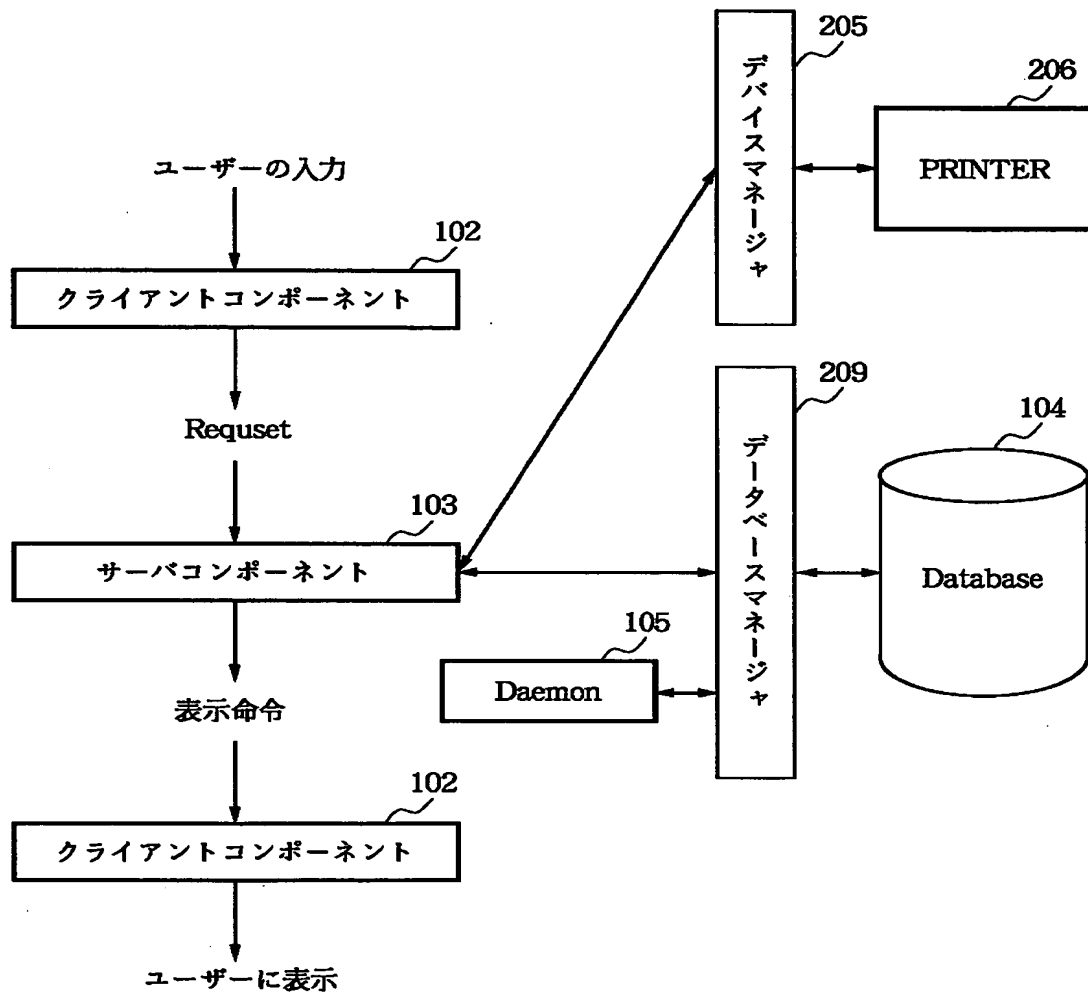 ユーザーの入力
102
クライアントコンポーネント
Requset
103
サーバコンポーネント
表示命令
102
クライアントコンポーネント
ユーザーに表示
205
デバイスマネージャ
206
PRINTER
209
データベースマネージャ
104
Database
105
Daemon